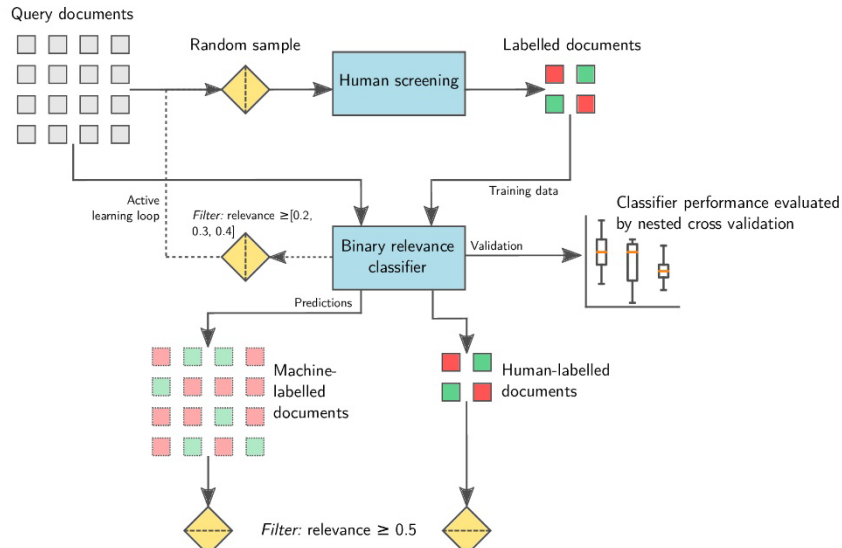 Query documents
Random sample
Human screening
Labelled documents
Training data
Active
learning loop
Filter: relevance ≥[0.2,
0.3, 0.4]
Binary relevance
classifier
Validation
Classifier performance evaluated
by nested cross validation
Predictions
Machine-
labelled
documents
Human-labelled
documents
Filter: relevance ≥ 0.5